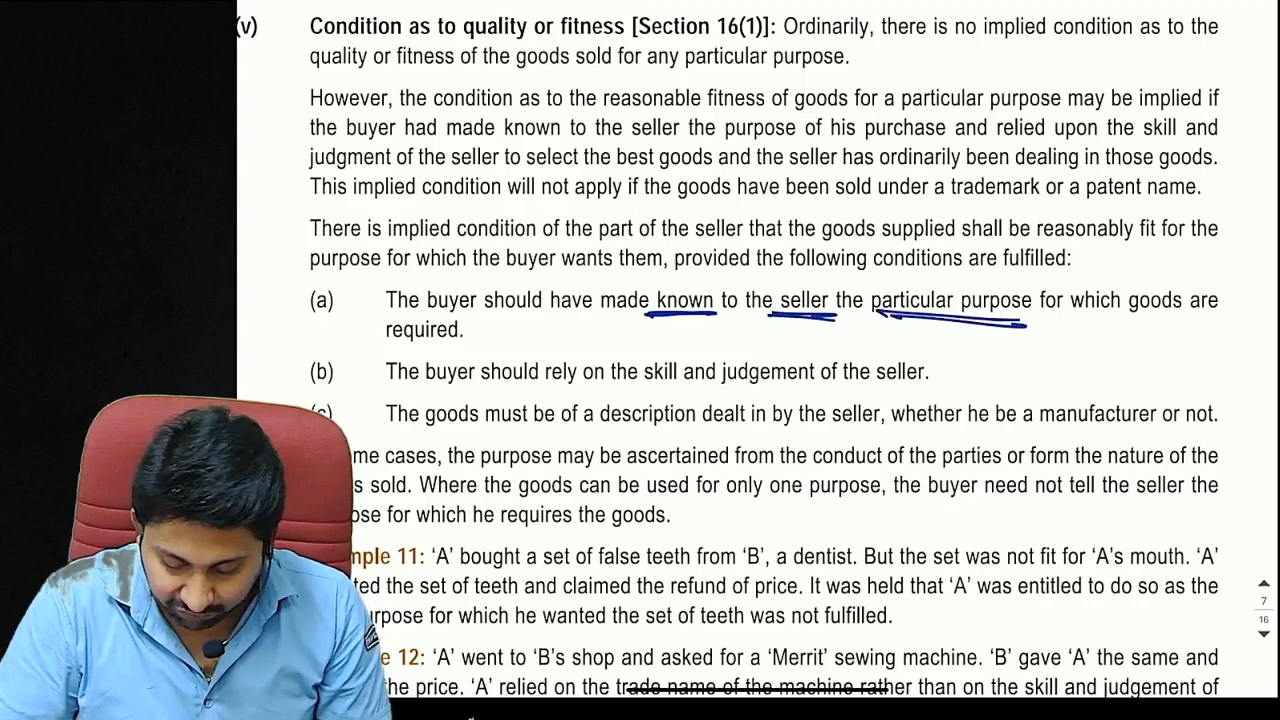 (v) Condition as to quality or fitness [Section 16(1)]: Ordinarily, there is no implied condition as to the
quality or fitness of the goods sold for any particular purpose.
However, the condition as to the reasonable fitness of goods for a particular purpose may be implied if
the buyer had made known to the seller the purpose of his purchase and relied upon the skill and
judgment of the seller to select the best goods and the seller has ordinarily been dealing in those goods.
This implied condition will not apply if the goods have been sold under a trademark or a patent name.
There is implied condition of the part of the seller that the goods supplied shall be reasonably fit for the
purpose for which the buyer wants them, provided the following conditions are fulfilled:
(a) The buyer should have made known to the seller the particular purpose for which goods are
required.
(b) The buyer should rely on the skill and judgement of the seller.
(c) The goods must be of a description dealt in by the seller, whether he be a manufacturer or not.
me cases, the purpose may be ascertained from the conduct of the parties or form the nature of the
s sold. Where the goods can be used for only one purpose, the buyer need not tell the seller the
ose for which he requires the goods.
mple 11: ‘A’ bought a set of false teeth from ‘B’, a dentist. But the set was not fit for ‘A’s mouth. ‘A’
ted the set of teeth and claimed the refund of price. It was held that ‘A’ was entitled to do so as the
rpose for which he wanted the set of teeth was not fulfilled.
e 12: ‘A’ went to ‘B’s shop and asked for a ‘Merrit’ sewing machine. ‘B’ gave ‘A’ the same and
he price. ‘A’ relied on the trade name of the machine rather than on the skill and judgement of
7
16